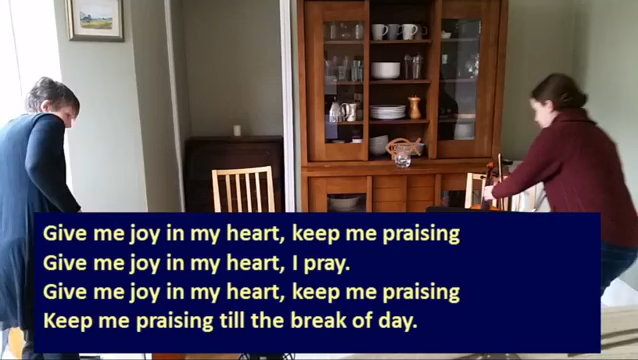 Give me joy in my heart, keep me praising
Give me joy in my heart, I pray.
Give me joy in my heart, keep me praising
Keep me praising till the break of day.